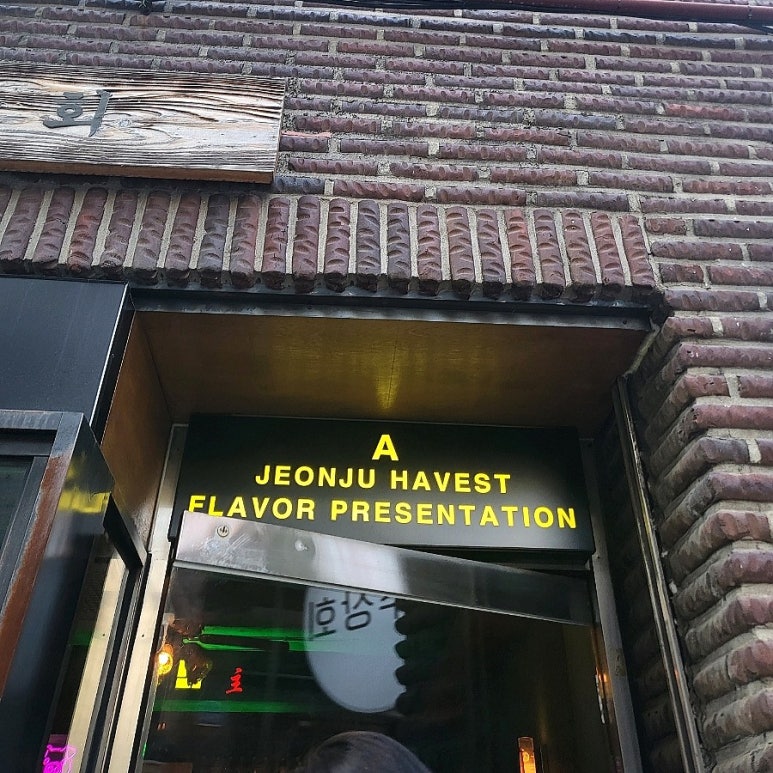 회
A
JEONJU HAVEST
FLAVOR PRESENTATION